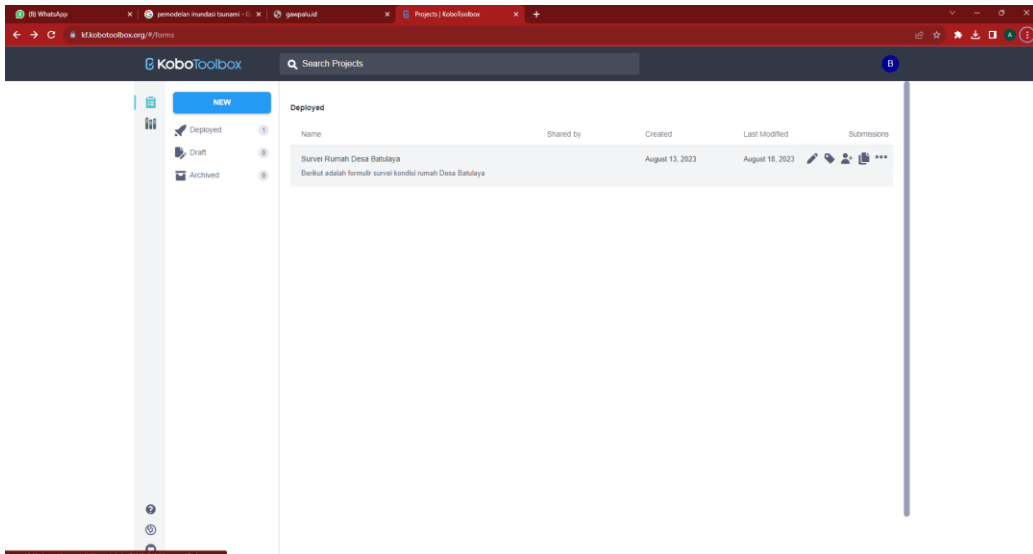 (8) WhatsApp
pemodelan inundasi tsunami - G
gawpalu.id
Projects | KoboToolbox
kf.kobotoolbox.org/#/forms
A
KoboToolbox
Search Projects
B
NEW
Deployed 1
Draft 0
Archived 0
Deployed
Name Shared by Created Last Modified Submissions
Survei Rumah Desa Batulaya August 13, 2023 August 18, 2023
Berikut adalah formulir survei kondisi rumah Desa Batulaya